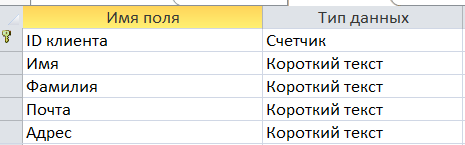 Имя поля Тип данных
ID клиента Счетчик
Имя Короткий текст
Фамилия Короткий текст
Почта Короткий текст
Адрес Короткий текст